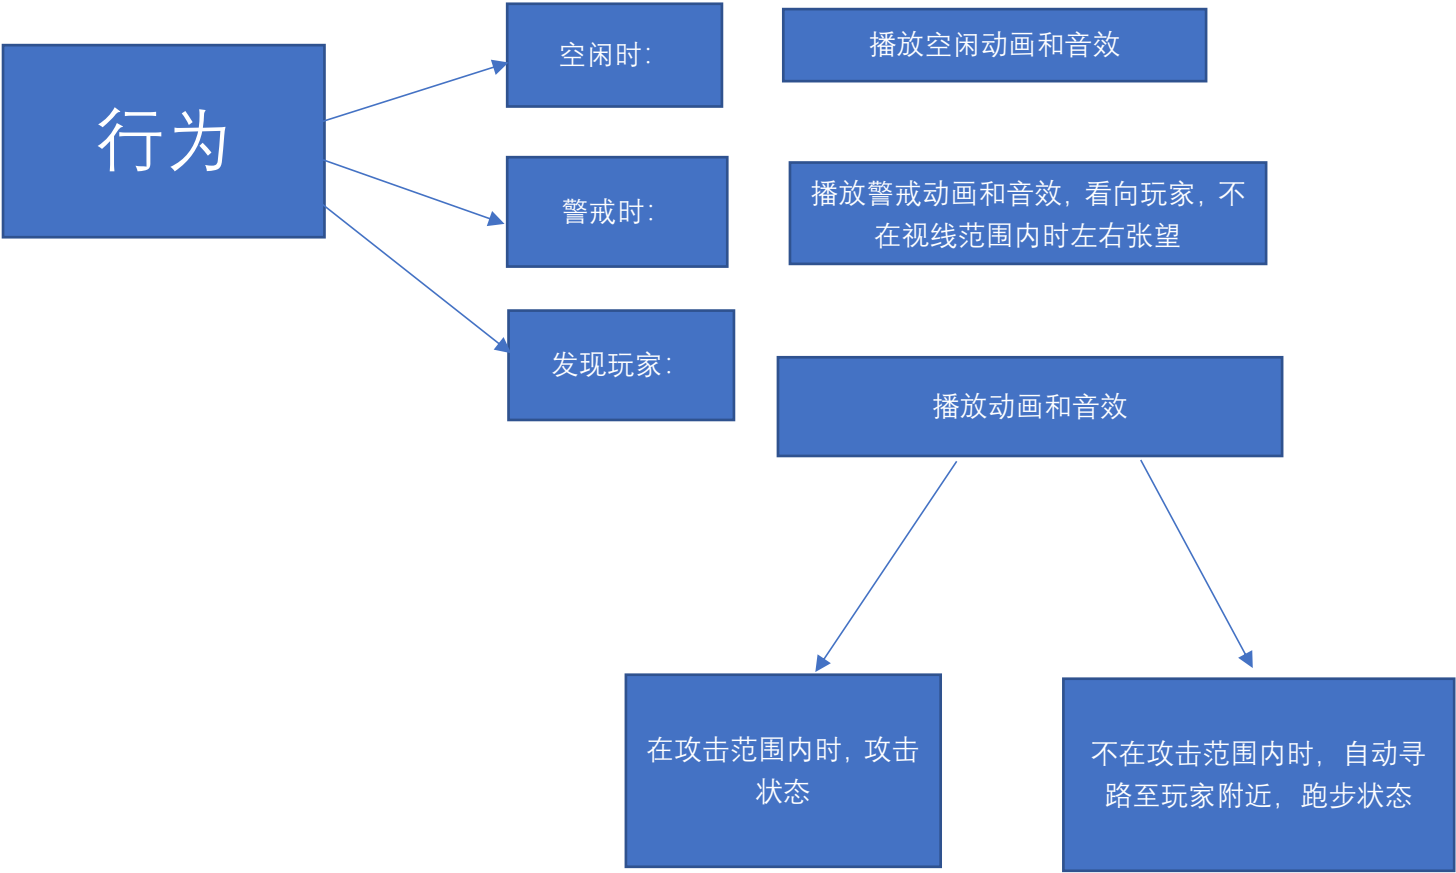 行为
空闲时：
播放空闲动画和音效
警戒时：
播放警戒动画和音效，看向玩家，不
在视线范围内时左右张望
发现玩家：
播放动画和音效
在攻击范围内时，攻击
状态
不在攻击范围内时，自动寻
路至玩家附近，跑步状态